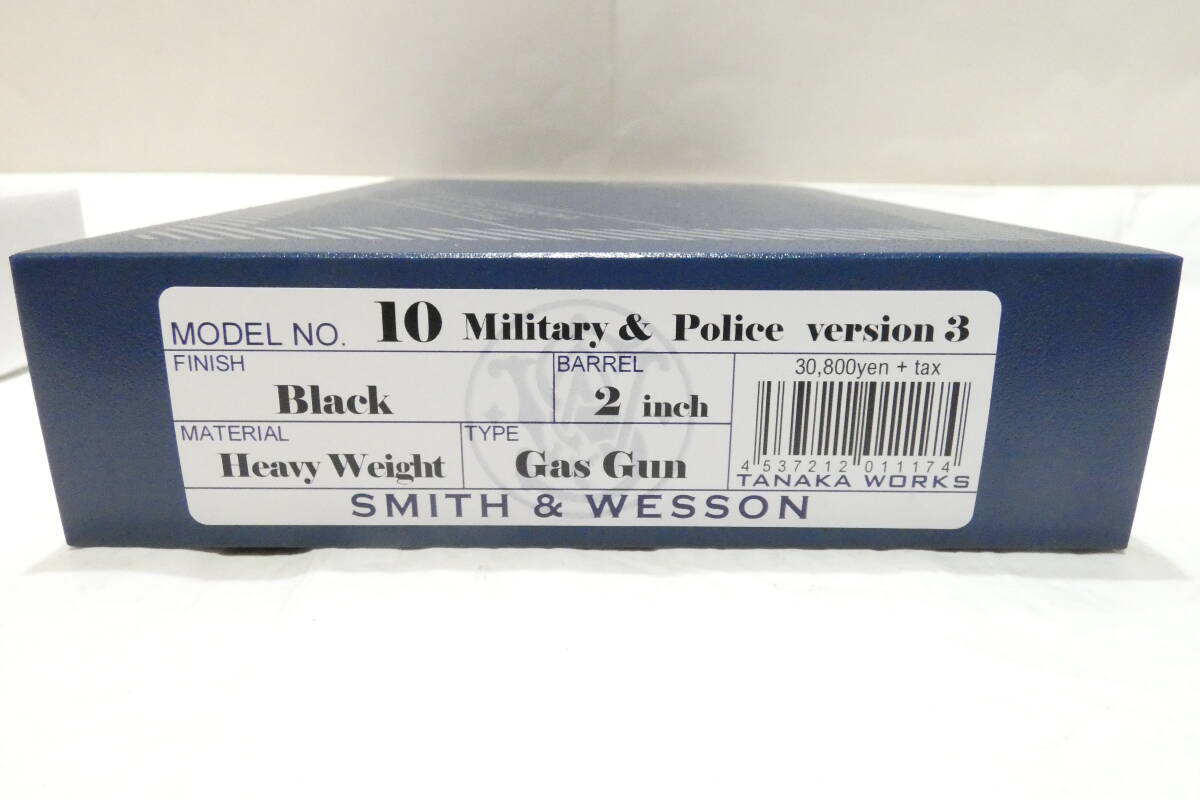 MODEL NO. 10 Military & Police version 3
FINISH
Black
BARREL
2 inch
30,800yen + tax
MATERIAL
Heavy Weight
TYPE
Gas Gun
4 537212 011174
TANAKA WORKS
SMITH & WESSON